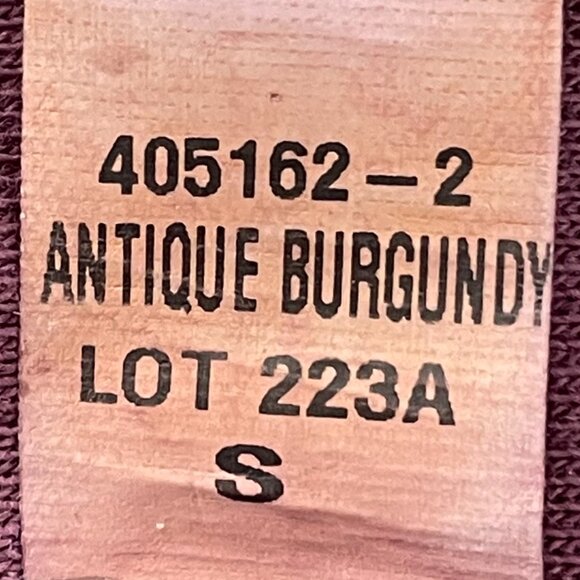 405162-2
ANTIQUE BURGUNDY
LOT 223A
S